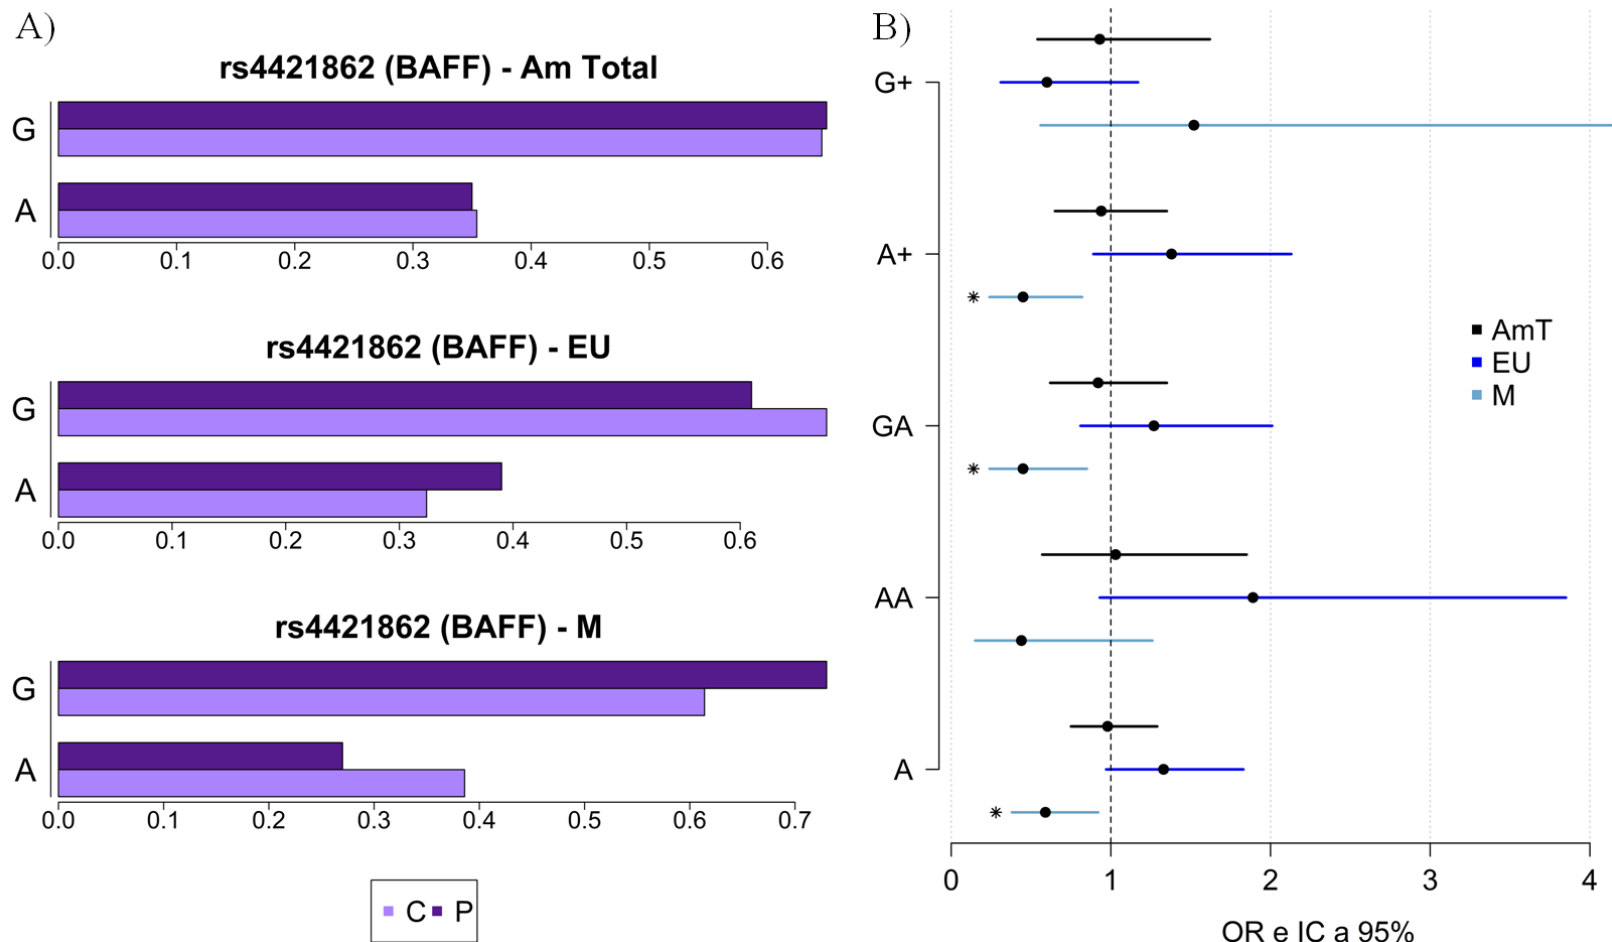 A)
rs4421862 (BAFF) - Am Total
G
A
0.0 0.1 0.2 0.3 0.4 0.5 0.6
rs4421862 (BAFF) - EU
G
A
0.0 0.1 0.2 0.3 0.4 0.5 0.6
rs4421862 (BAFF) - M
G
A
0.0 0.1 0.2 0.3 0.4 0.5 0.6 0.7
C P
B)
G+
A+
*
GA
*
AA
A
*
AmT
EU
M
0 1 2 3 4
OR e IC a 95%